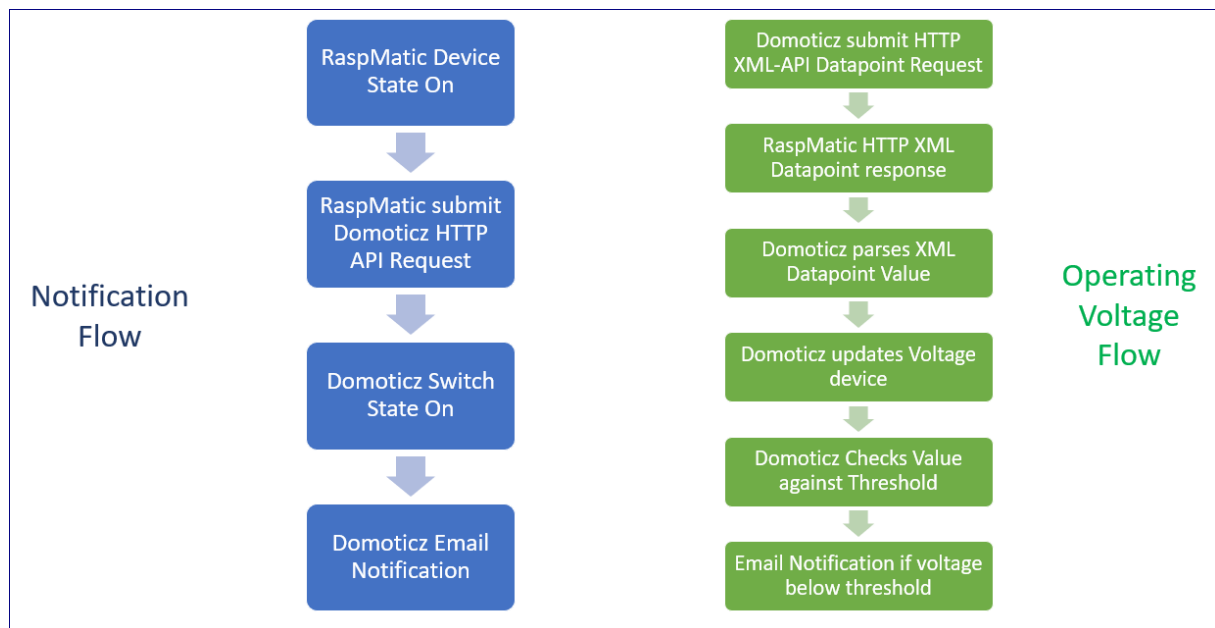 Notification
Flow
RaspMatic Device
State On
RaspMatic submit
Domoticz HTTP
API Request
Domoticz Switch
State On
Domoticz Email
Notification
Domoticz submit HTTP
XML-API Datapoint Request
RaspMatic HTTP XML
Datapoint response
Domoticz parses XML
Datapoint Value
Domoticz updates Voltage
device
Domoticz Checks Value
against Threshold
Email Notification if voltage
below threshold
Operating
Voltage
Flow